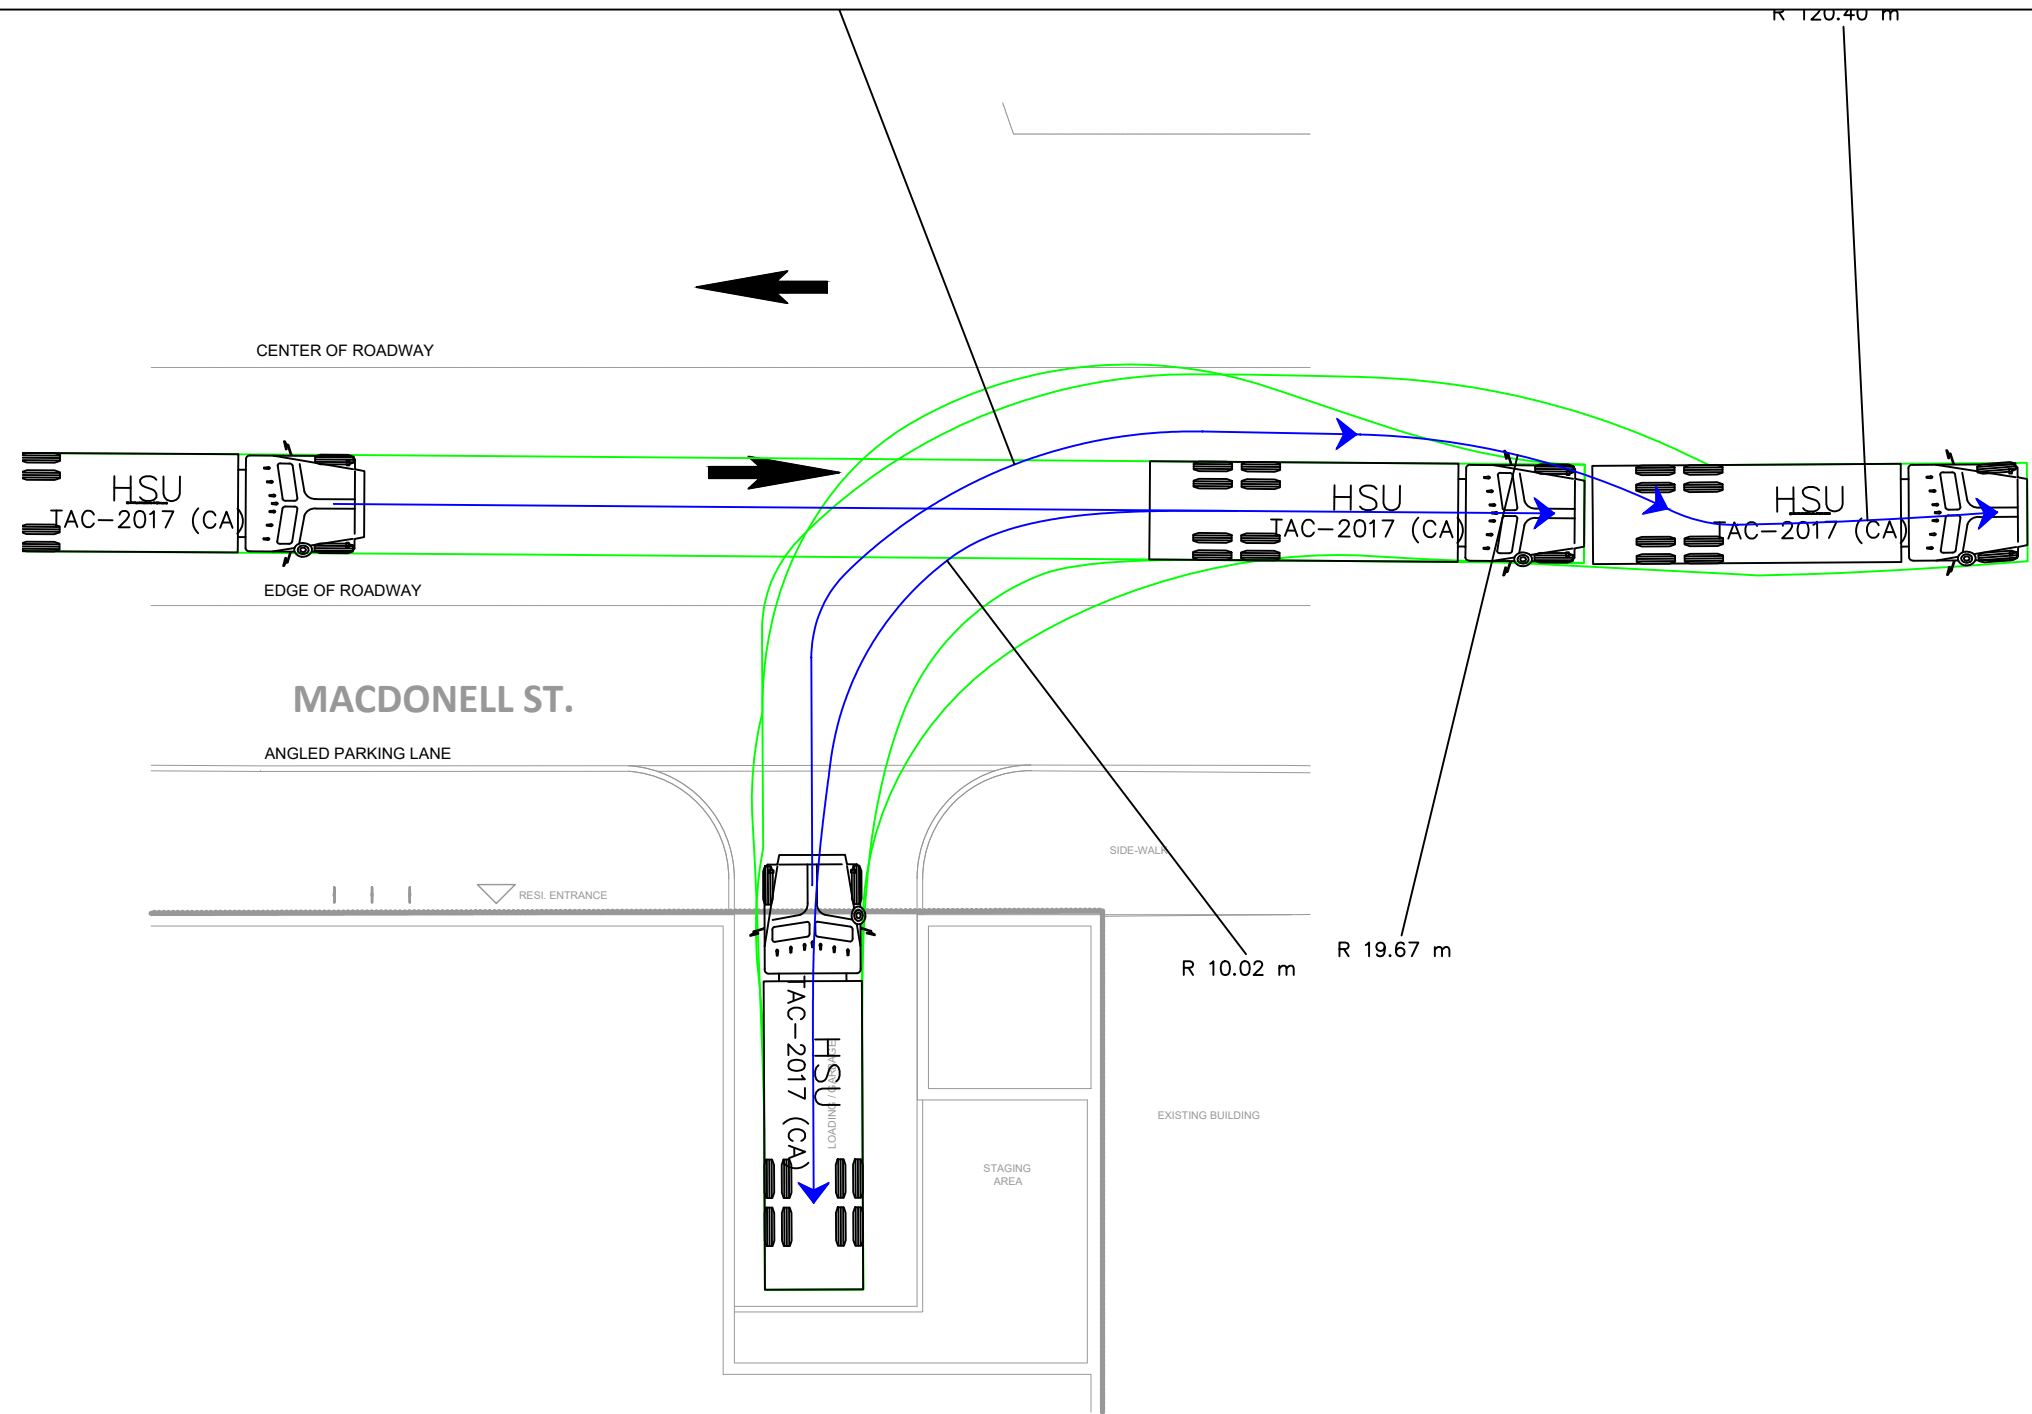 R 120.40 m
CENTER OF ROADWAY
HSU
TAC-2017 (CA)
HSU
TAC-2017 (CA)
HSU
TAC-2017 (CA)
EDGE OF ROADWAY
MACDONELL ST.
ANGLED PARKING LANE
SIDE-WALK
RESI. ENTRANCE
R 10.02 m
R 19.67 m
HSU
TAC-2017 (CA)
LOADING / GARBAGE
EXISTING BUILDING
STAGING
AREA